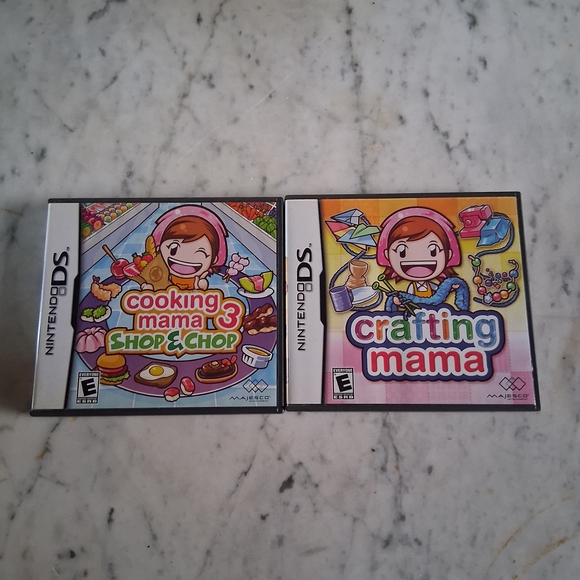 NINTENDO DS
cooking
mama 3
SHOP & CHOP
EVERYONE
E
ESRB
MAJESCO
NINTENDO DS
crafting
mama
EVERYONE
E
ESRB
MAJESCO